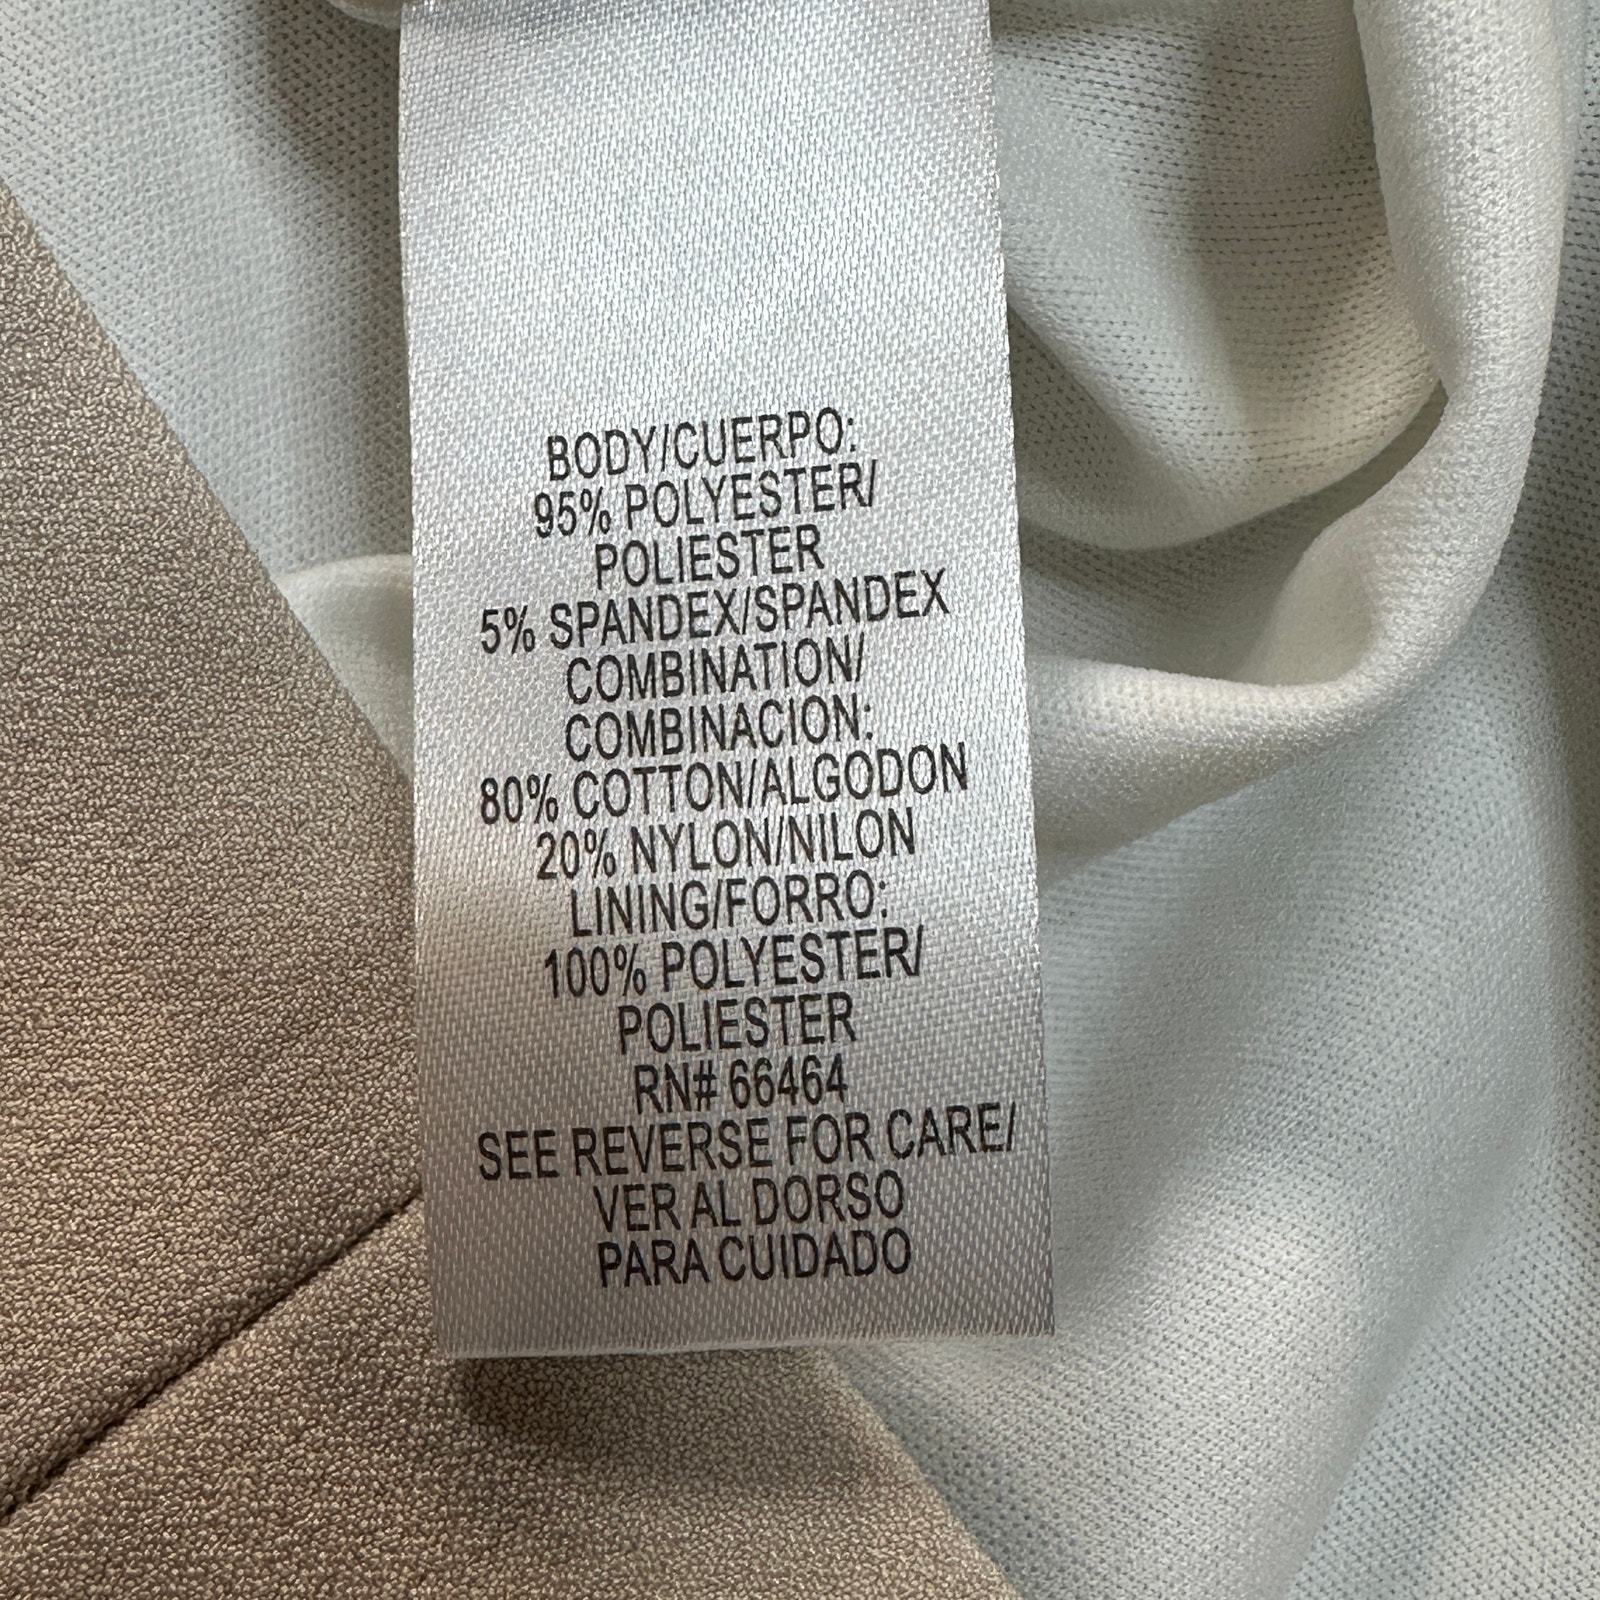 BODY/CUERPO:
95% POLYESTER/
POLIESTER
5% SPANDEX/SPANDEX
COMBINATION/
COMBINACION:
80% COTTON/ALGODON
20% NYLON/NILON
LINING/FORRO:
100% POLYESTER/
POLIESTER
RN# 66464
SEE REVERSE FOR CARE/
VER AL DORSO
PARA CUIDADO